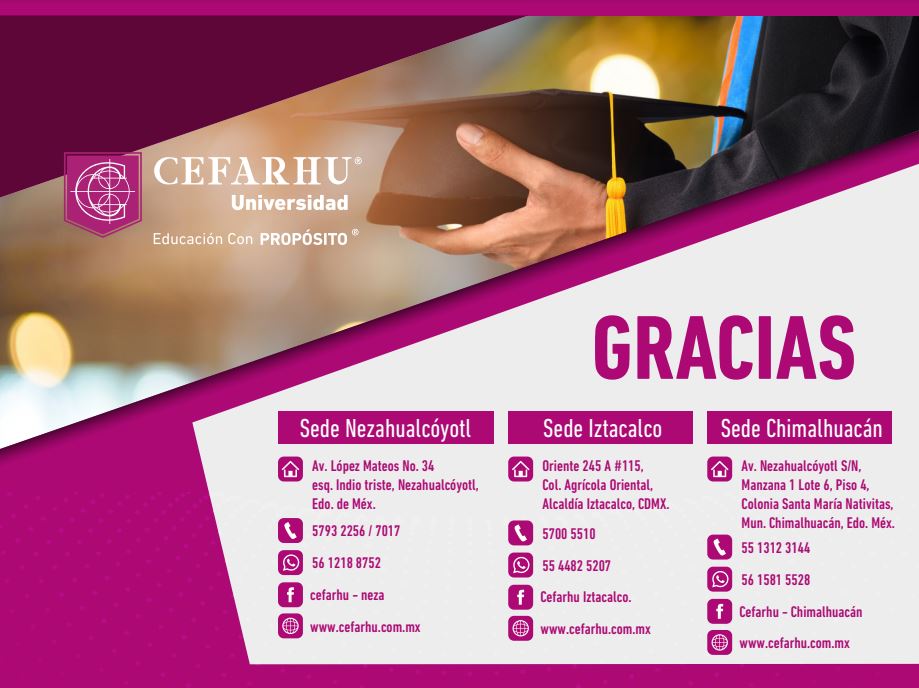 CEFARHU®
Universidad
Educación Con PROPÓSITO®
GRACIAS
Sede Nezahualcóyotl
Av. López Mateos No. 34
esq. Indio triste, Nezahualcóyotl,
Edo. de Méx.
5793 2256 / 7017
56 1218 8752
cefarhu - neza
www.cefarhu.com.mx
Sede Iztacalco
Oriente 245 A #115,
Col. Agrícola Oriental,
Alcaldía Iztacalco, CDMX.
5700 5510
55 4482 5207
Cefarhu Iztacalco.
www.cefarhu.com.mx
Sede Chimalhuacán
Av. Nezahualcóyotl S/N,
Manzana 1 Lote 6, Piso 4,
Colonia Santa María Nativitas,
Mun. Chimalhuacán, Edo. Méx.
55 1312 3144
56 1581 5528
Cefarhu - Chimalhuacán
www.cefarhu.com.mx